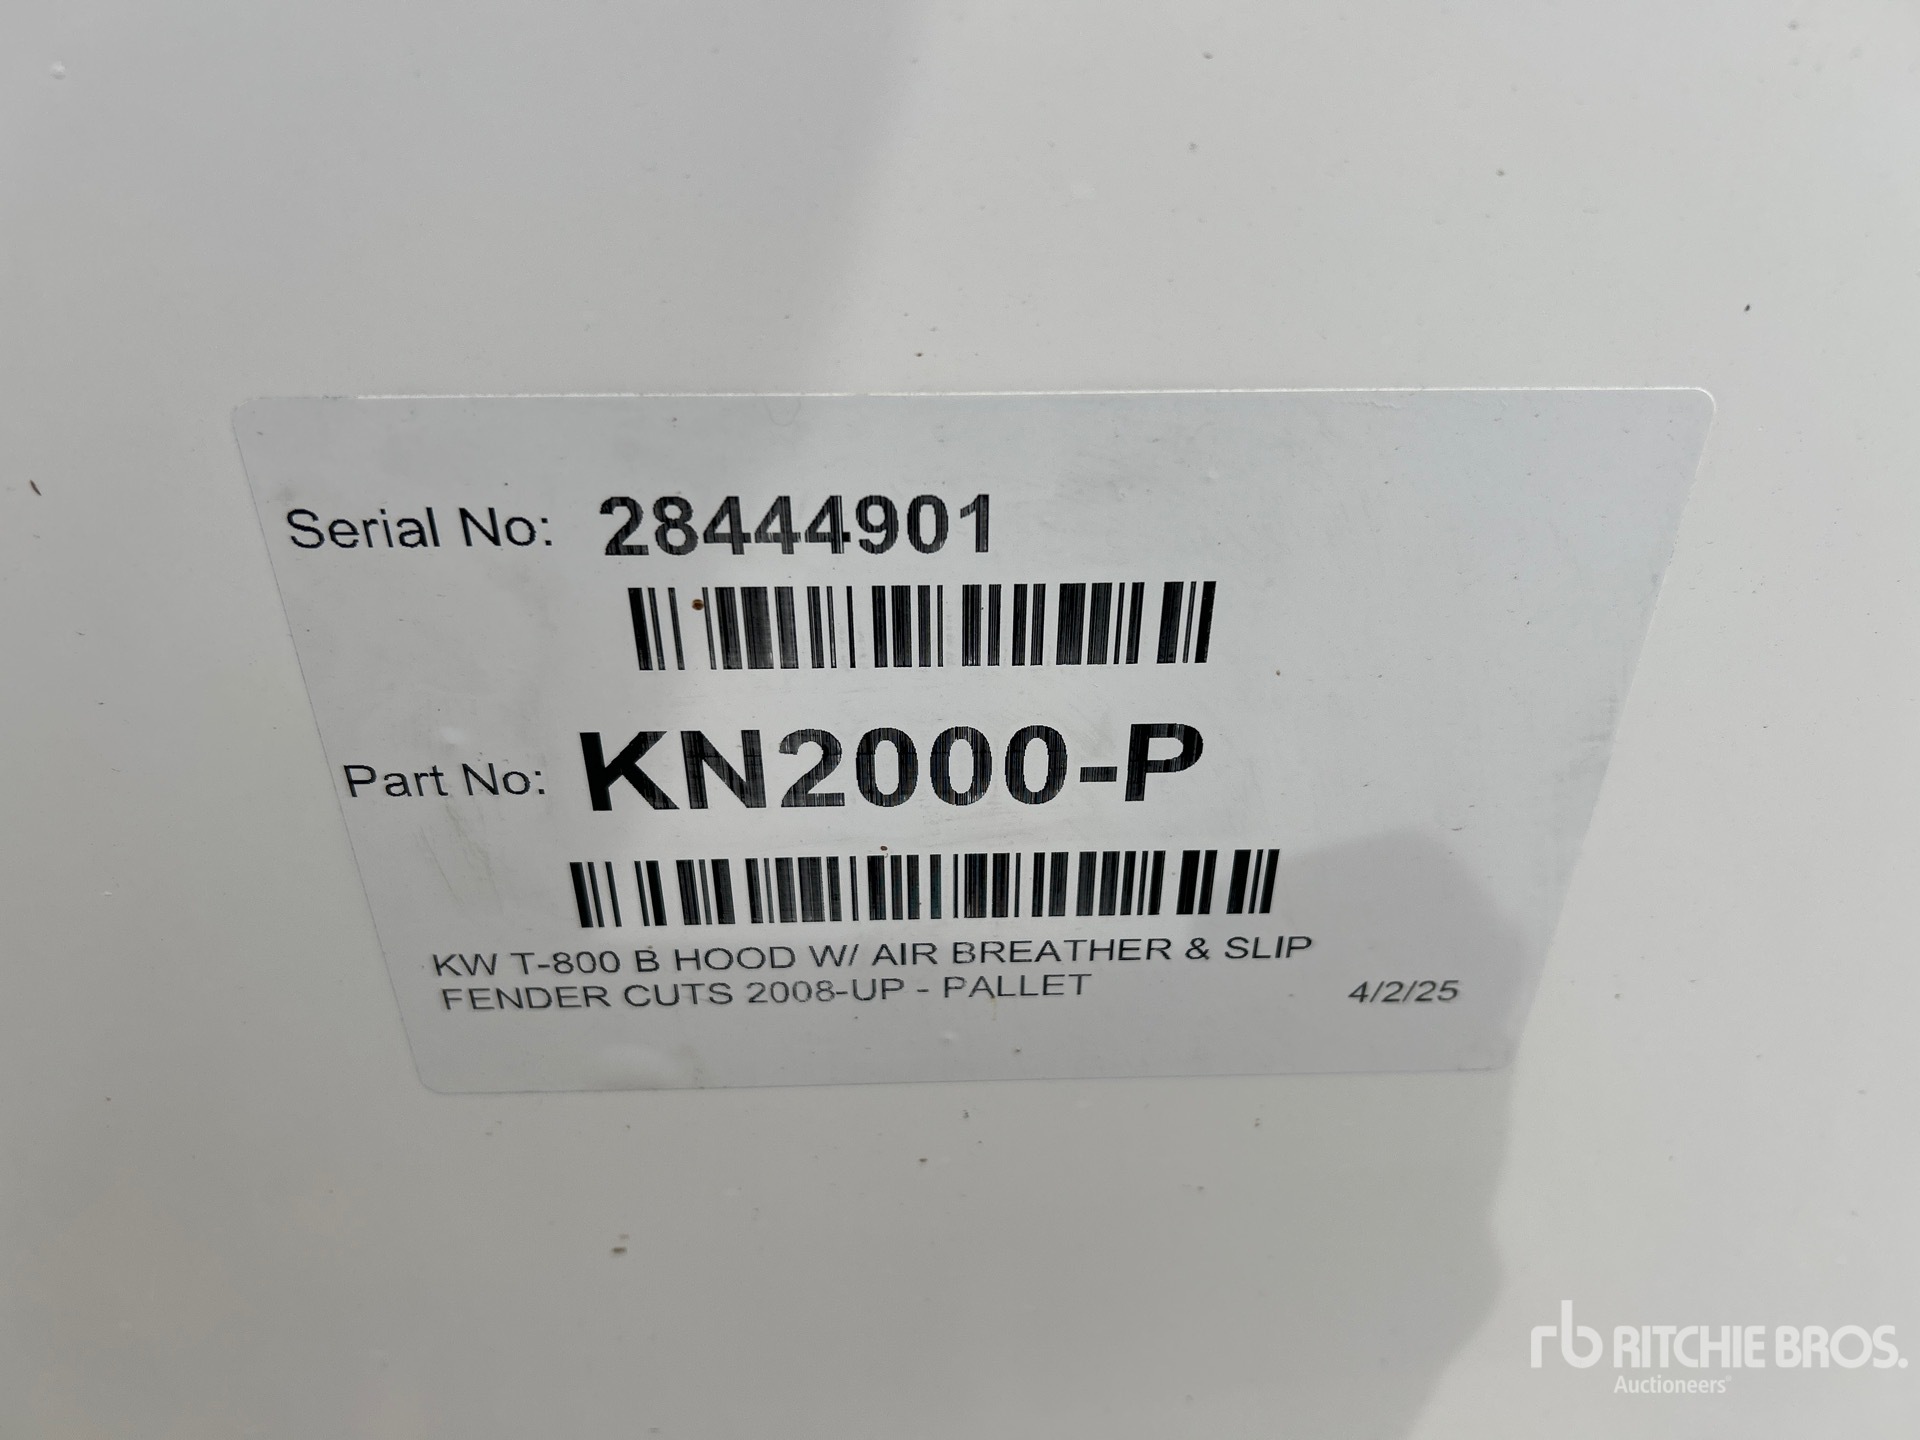 Serial No: 28444901
Part No: KN2000-P
KW T-800 B HOOD W/ AIR BREATHER & SLIP
FENDER CUTS 2008-UP - PALLET 4/2/25
rb RITCHIE BROS.
Auctioneers